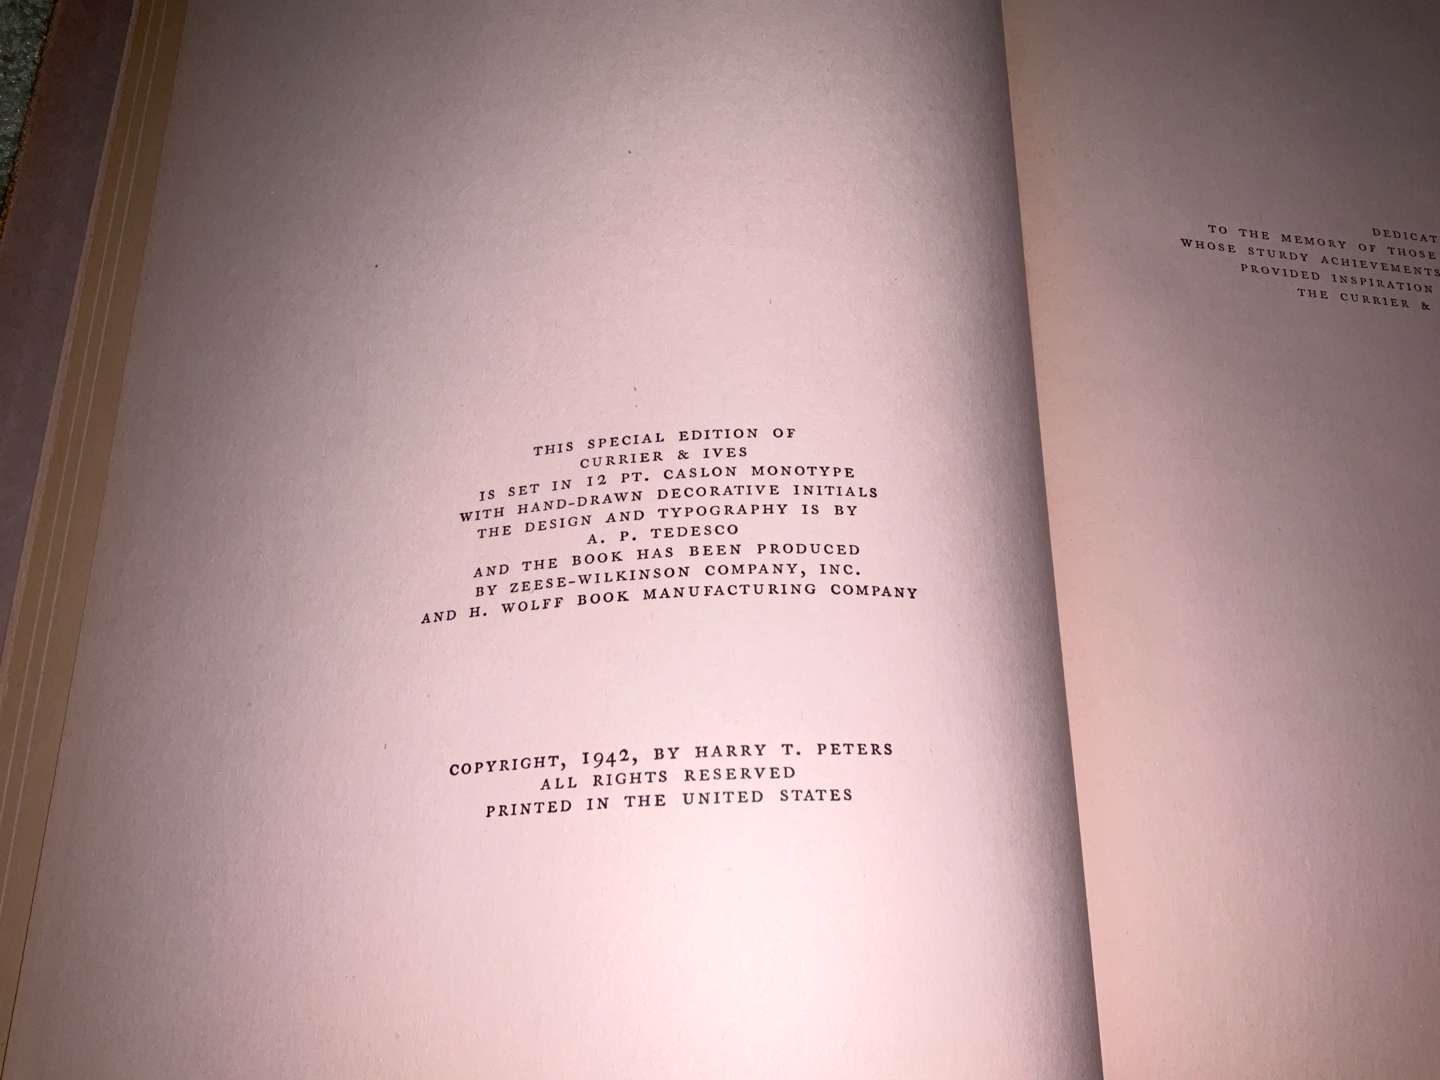 THIS SPECIAL EDITION OF
CURRIER & IVES
IS SET IN 12 PT. CASLON MONOTYPE
WITH HAND-DRAWN DECORATIVE INITIALS
THE DESIGN AND TYPOGRAPHY IS BY
A. P. TEDESCO
AND THE BOOK HAS BEEN PRODUCED
BY ZEESE-WILKINSON COMPANY, INC.
AND H. WOLFF BOOK MANUFACTURING COMPANY
COPYRIGHT, 1942, BY HARRY T. PETERS
ALL RIGHTS RESERVED
PRINTED IN THE UNITED STATES
DEDICAT
TO THE MEMORY OF THOSE
WHOSE STURDY ACHIEVEMENTS
PROVIDED INSPIRATION
THE CURRIER &